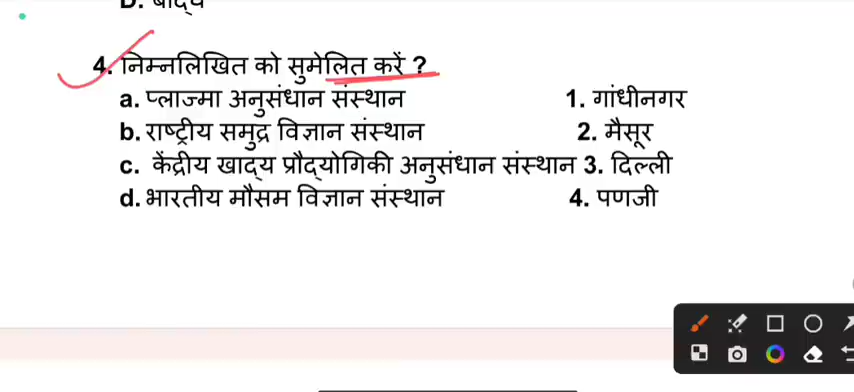 D. बौद्ध
4. निम्नलिखित को सुमेलित करें ?
a. प्लाज्मा अनुसंधान संस्थान 1. गांधीनगर
b. राष्ट्रीय समुद्र विज्ञान संस्थान 2. मैसूर
c. केंद्रीय खाद्य प्रौद्योगिकी अनुसंधान संस्थान 3. दिल्ली
d. भारतीय मौसम विज्ञान संस्थान 4. पणजी